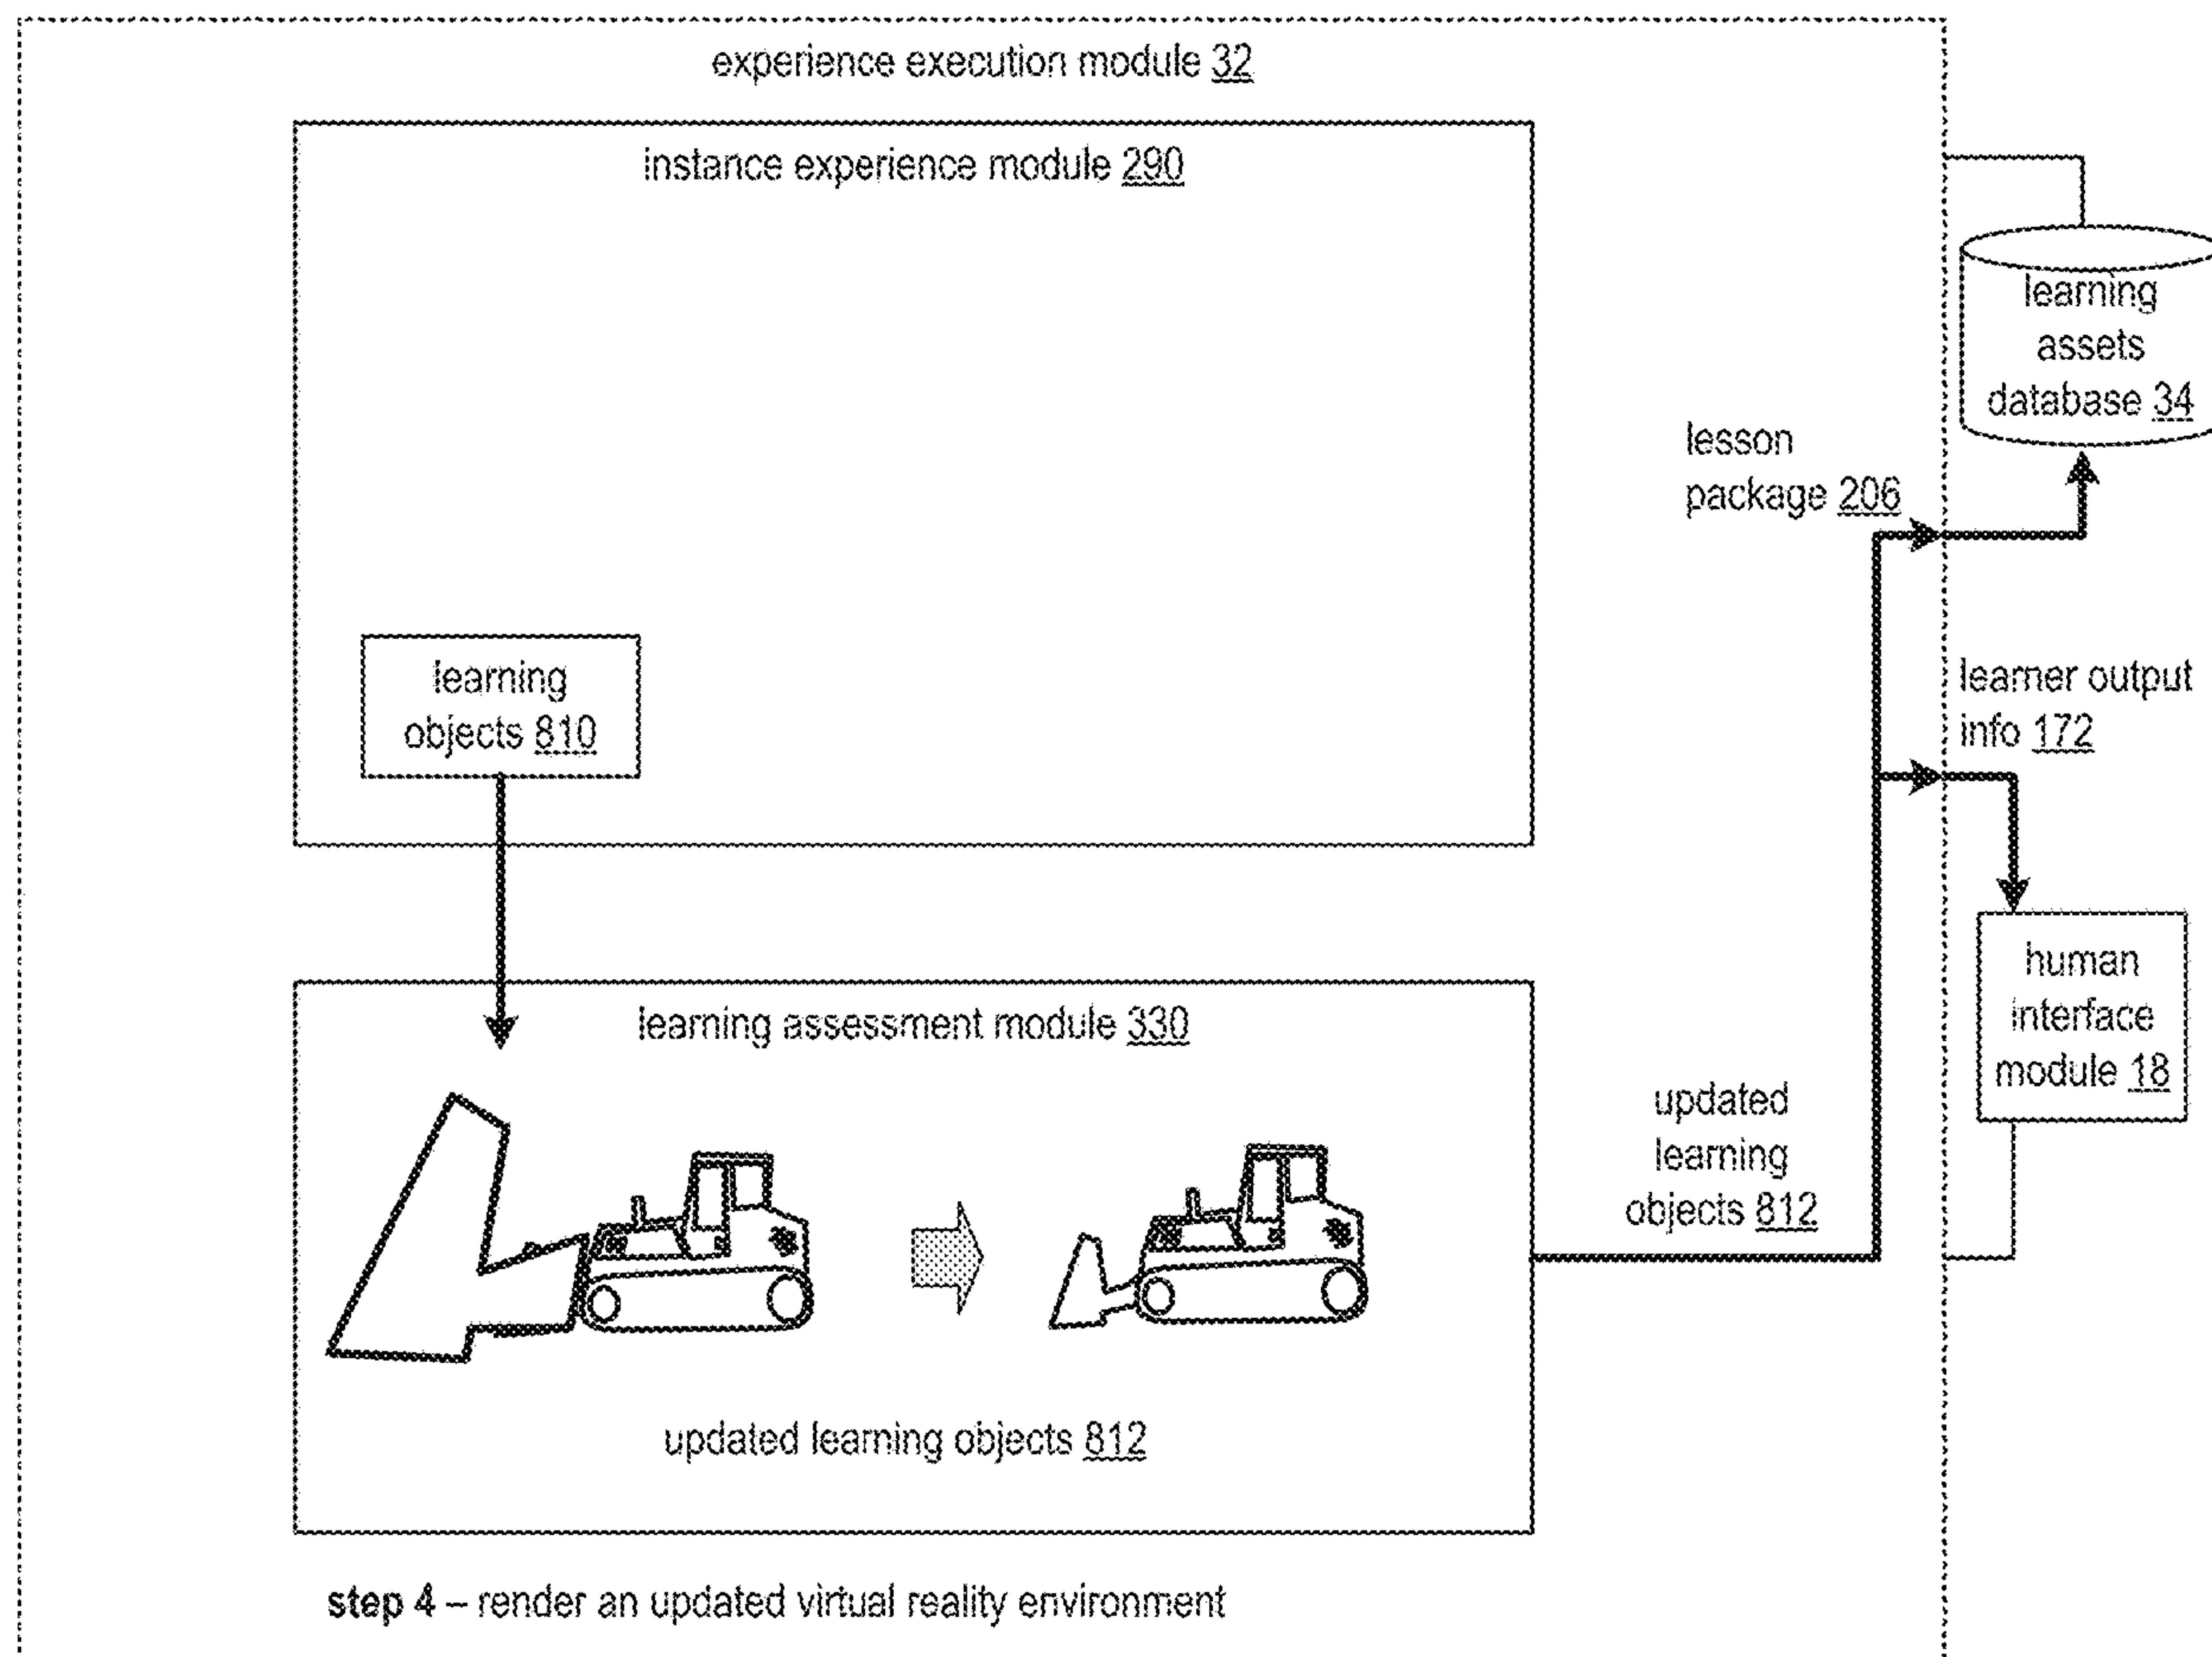 experience execution module 32
instance experience module 290
learning
assets
database 34
lesson
package 206
learning
objects 810
learner output
info 172
human
interface
module 18
learning assessment module 330
updated
learning
objects 812
updated learning objects 812
step 4 – render an updated virtual reality environment